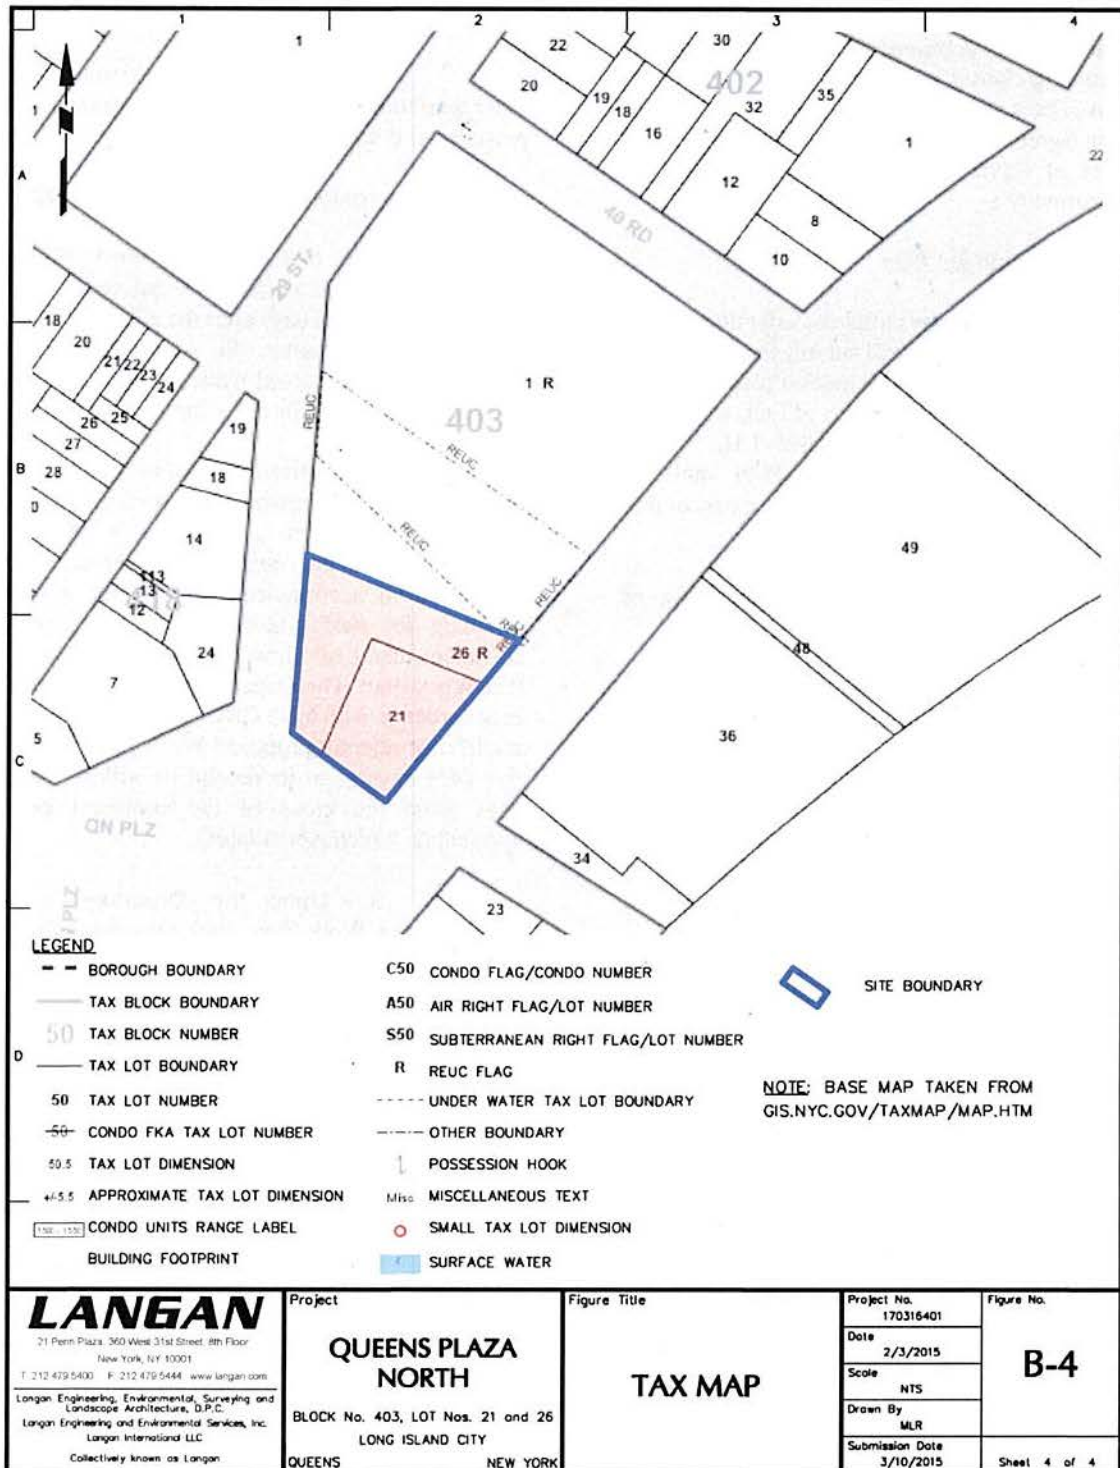 1
2
3
4
A
B
C
D
1
1
22
20
19
18
16
30
402
32
35
12
8
10
1
22
40 RD
29 ST
18
20
21
22
23
24
25
26
27
28
19
18
14
13
12
24
7
5
418
1 R
403
REUC
REUC
REUC
REUC
26 R
21
49
48
36
34
23
QN PLZ
PLZ
LEGEND
BOROUGH BOUNDARY
TAX BLOCK BOUNDARY
50 TAX BLOCK NUMBER
TAX LOT BOUNDARY
50 TAX LOT NUMBER
50 CONDO FKA TAX LOT NUMBER
50.5 TAX LOT DIMENSION
+/-5.5 APPROXIMATE TAX LOT DIMENSION
CONDO UNITS RANGE LABEL
BUILDING FOOTPRINT
C50 CONDO FLAG/CONDO NUMBER
A50 AIR RIGHT FLAG/LOT NUMBER
S50 SUBTERRANEAN RIGHT FLAG/LOT NUMBER
R REUC FLAG
UNDER WATER TAX LOT BOUNDARY
OTHER BOUNDARY
POSSESSION HOOK
Misc MISCELLANEOUS TEXT
SMALL TAX LOT DIMENSION
SURFACE WATER
SITE BOUNDARY
NOTE: BASE MAP TAKEN FROM
GIS.NYC.GOV/TAXMAP/MAP.HTM
LANGAN
21 Penn Plaza, 360 West 31st Street, 8th Floor
New York, NY 10001
T: 212.479.5400 F: 212.479.5444 www.langan.com
Langan Engineering, Environmental, Surveying and
Landscape Architecture, D.P.C.
Langan Engineering and Environmental Services, Inc.
Langan International LLC
Collectively known as Langan
Project
QUEENS PLAZA
NORTH
BLOCK No. 403, LOT Nos. 21 and 26
LONG ISLAND CITY
QUEENS NEW YORK
Figure Title
TAX MAP
Project No.
170316401
Date
2/3/2015
Scale
NTS
Drawn By
MLR
Submission Date
3/10/2015
Figure No.
B-4
Sheet 4 of 4